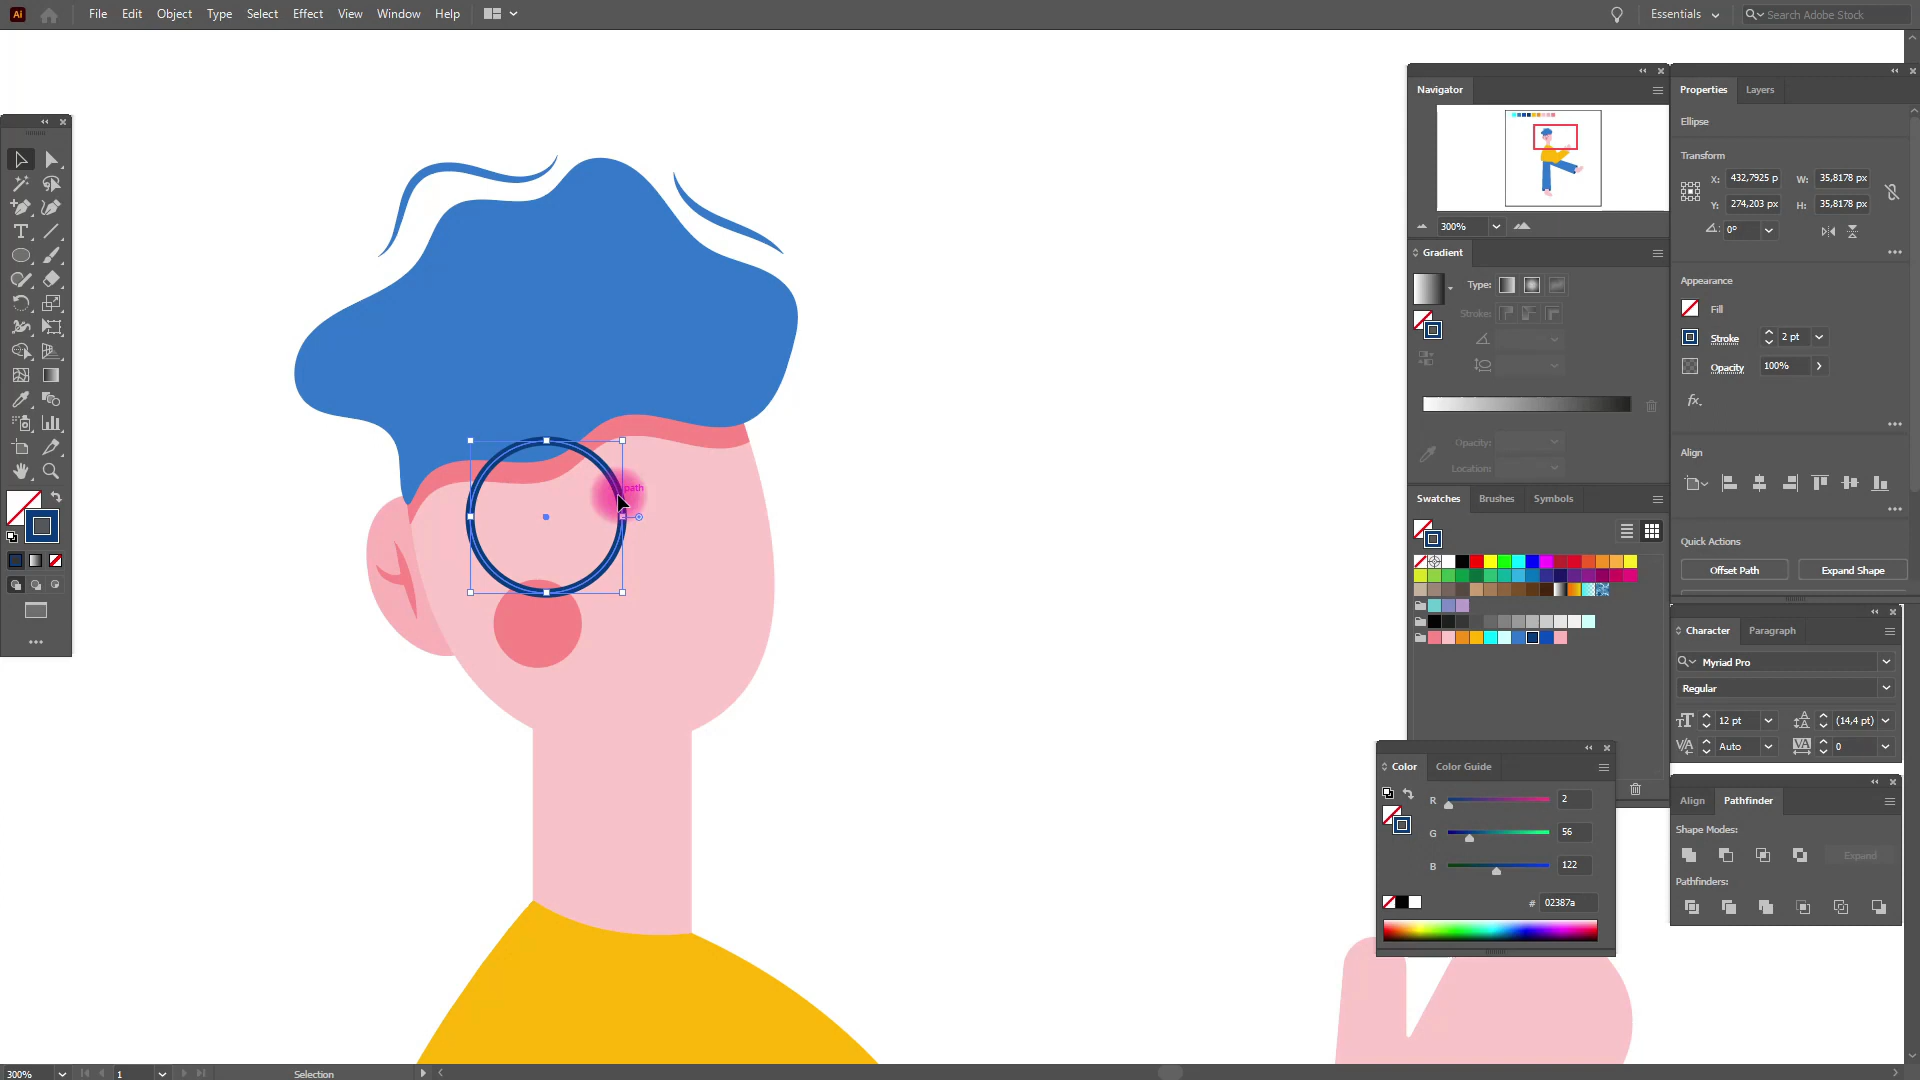 Ai File Edit Object Type Select Effect View Window Help Essentials Search Adobe Stock
Navigator
300%
Gradient
Type:
Stroke:
Opacity:
Location:
Swatches Brushes Symbols
Color Color Guide
R 2
G 56
B 122
# 02387a
Properties Layers
Ellipse
Transform
X: 432,7925 p W: 35,8178 px
Y: 274,203 px H: 35,8178 px
0°
Appearance
Fill
Stroke 2 pt
Opacity 100%
fx.
Align
Quick Actions
Offset Path Expand Shape
Character Paragraph
Myriad Pro
Regular
12 pt (14,4 pt)
Auto 0
Align Pathfinder
Shape Modes:
Expand
Pathfinders:
path
300% 1 Selection